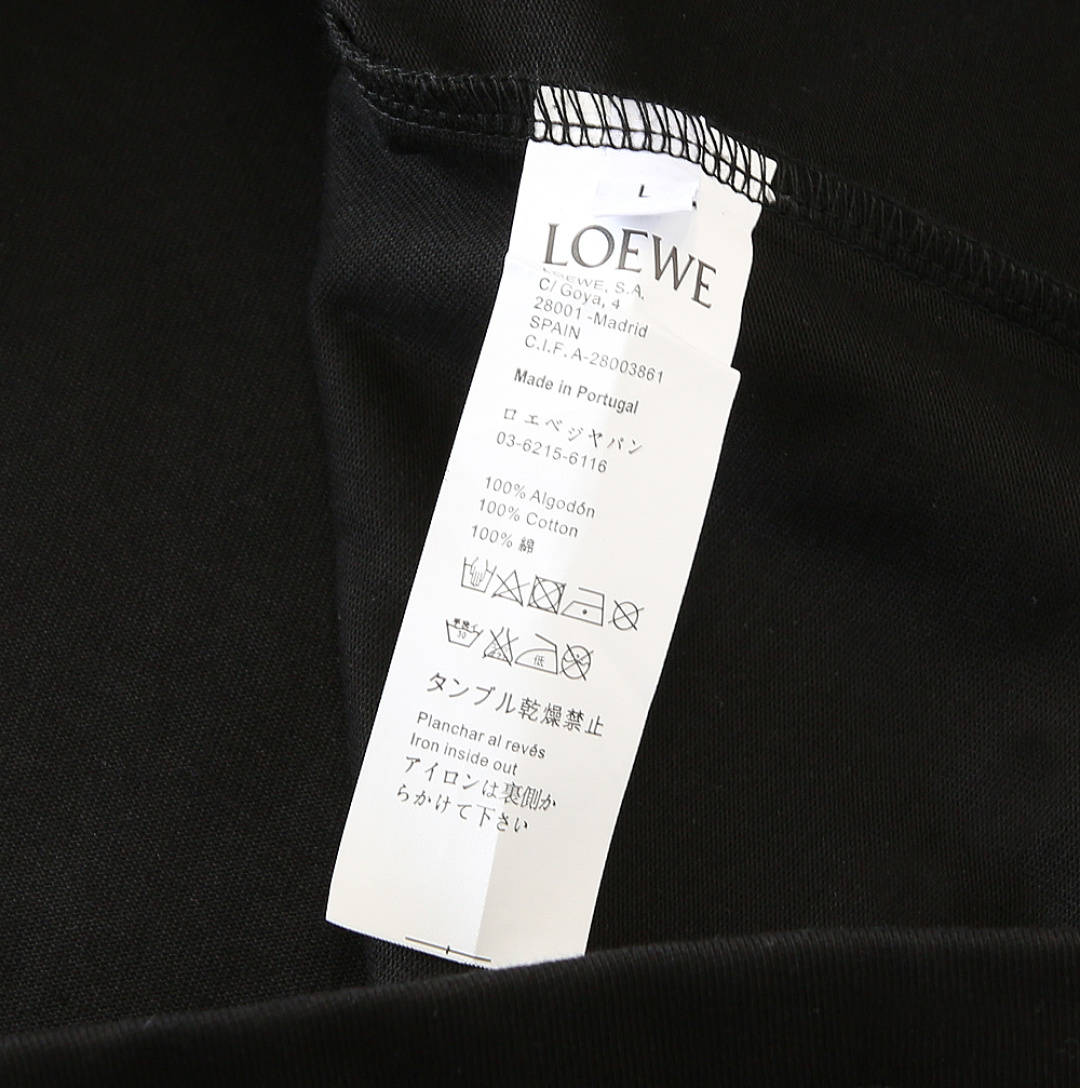 L
LOEWE
LOEWE, S.A.
C/ Goya, 4
28001 -Madrid
SPAIN
C.I.F. A-28003861
Made in Portugal
ロエベジヤパン
03-6215-6116
100% Algodón
100% Cotton
100% 綿
30
低
タンブル乾燥禁止
Planchar al revés
Iron inside out
アイロンは裏側か
らかけて下さい